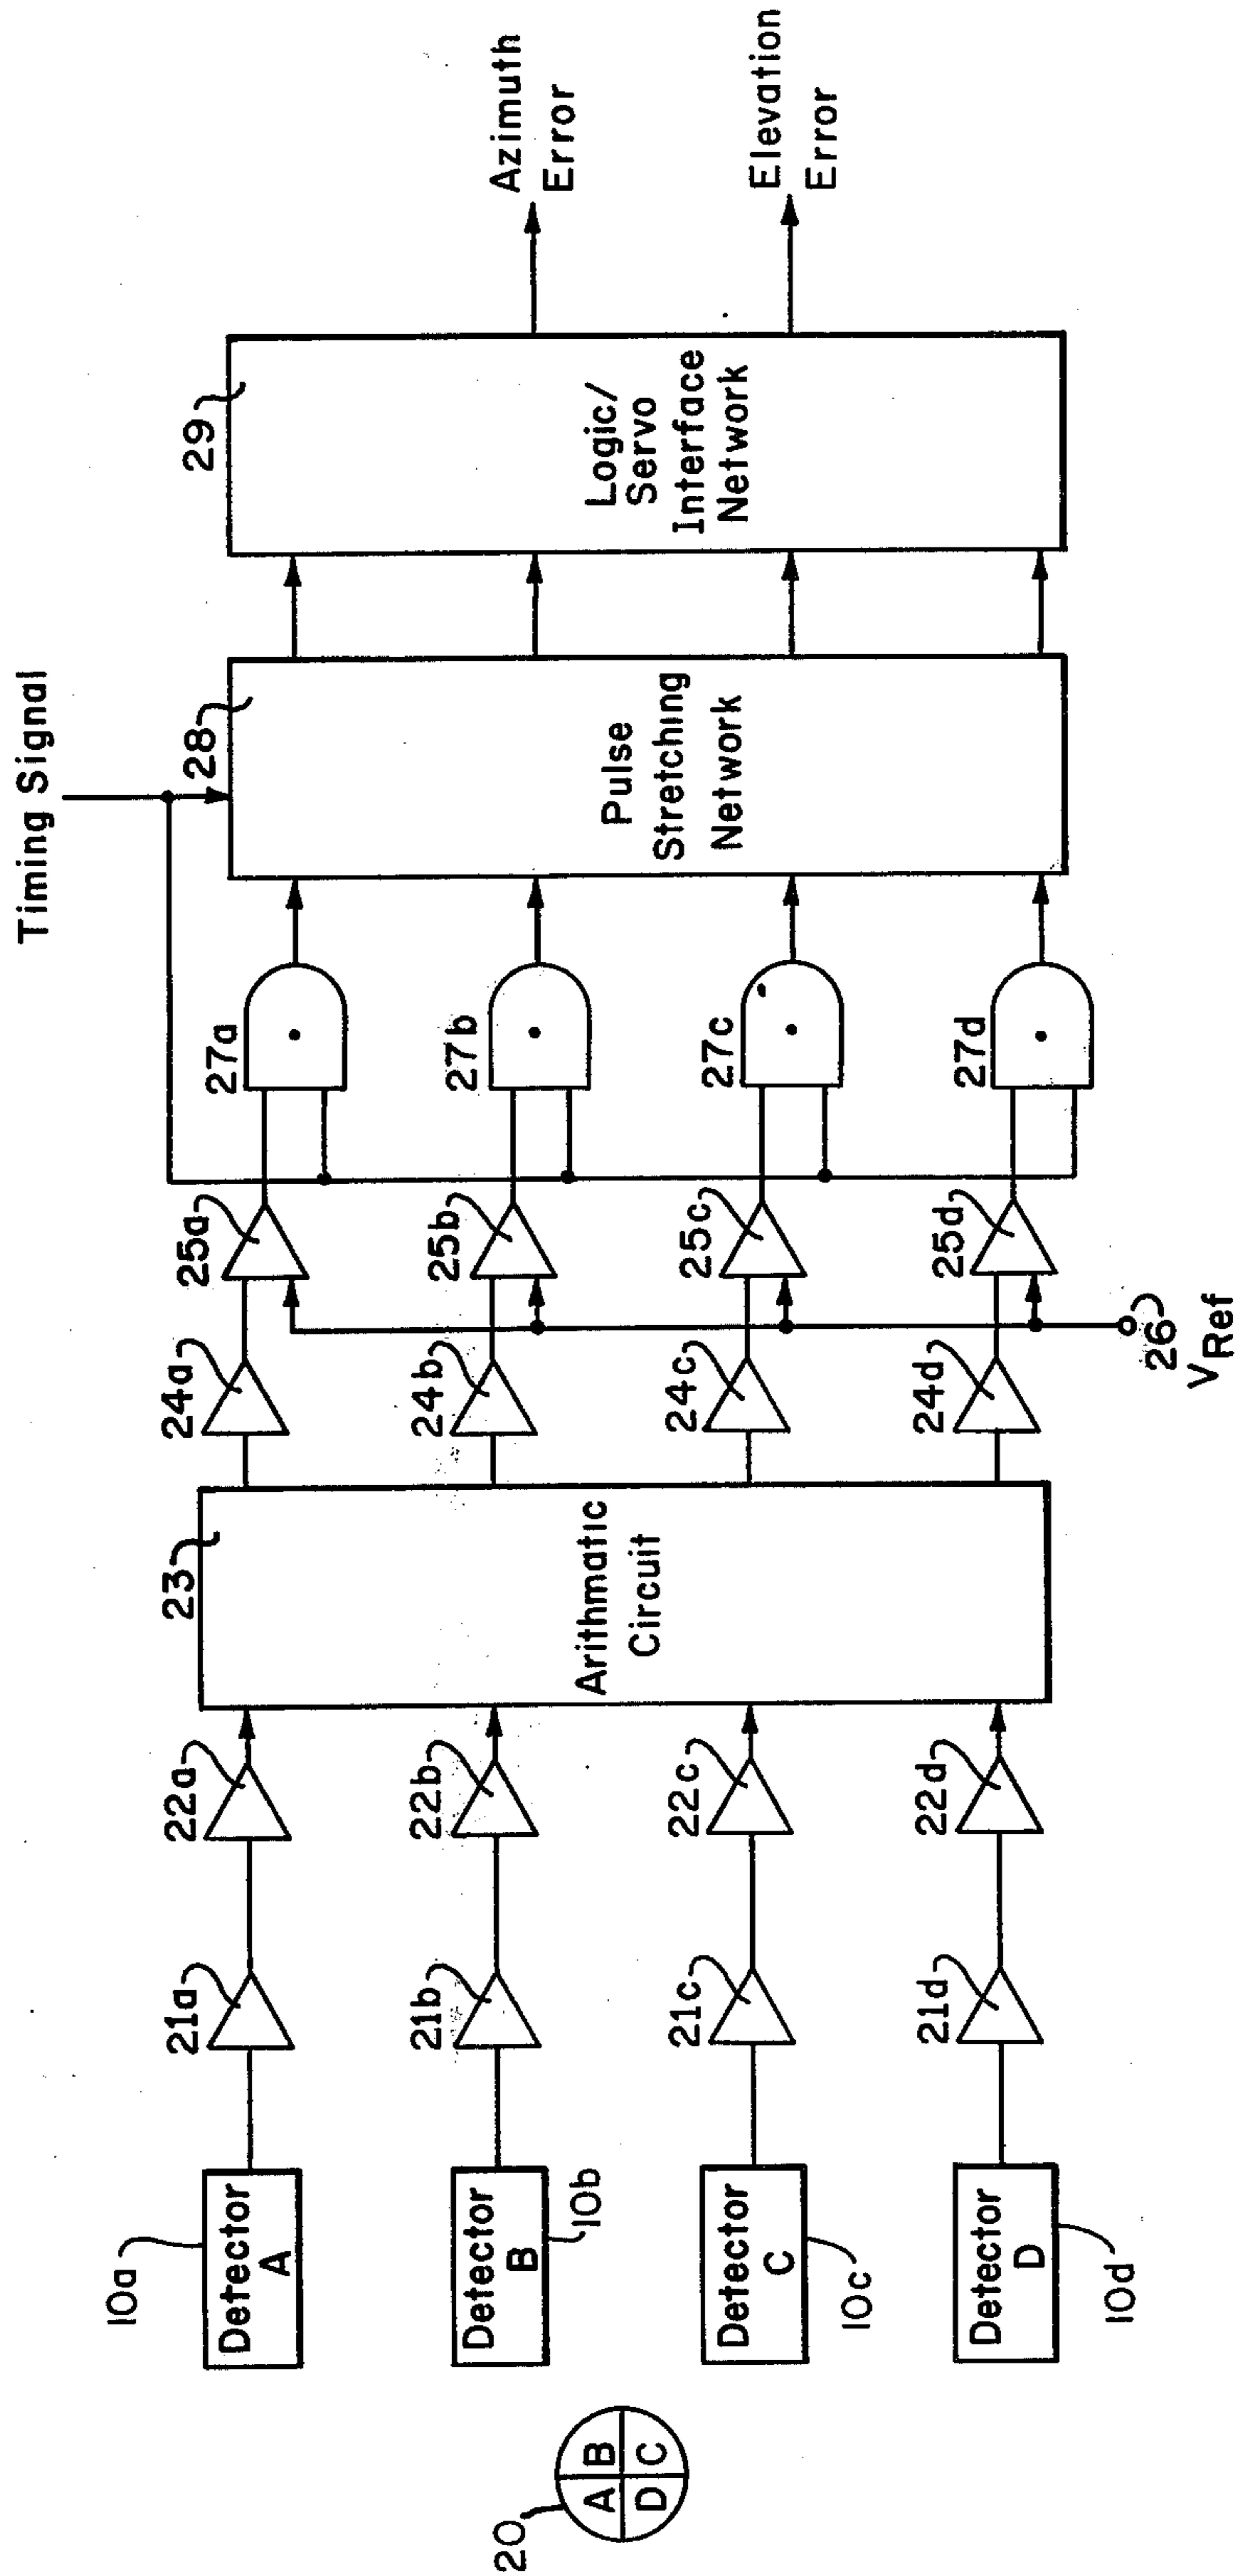 Timing Signal
20
A
B
D
C
10a
Detector
A
21a
22a
23
24a
25a
27a
28
29
Detector
B
10b
21b
22b
24b
25b
27b
Detector
C
10c
21c
22c
24c
25c
27c
Detector
D
10d
21d
22d
24d
25d
27d
Arithmatic
Circuit
26
VRef
Pulse
Stretching
Network
Logic/
Servo
Interface
Network
Azimuth
Error
Elevation
Error